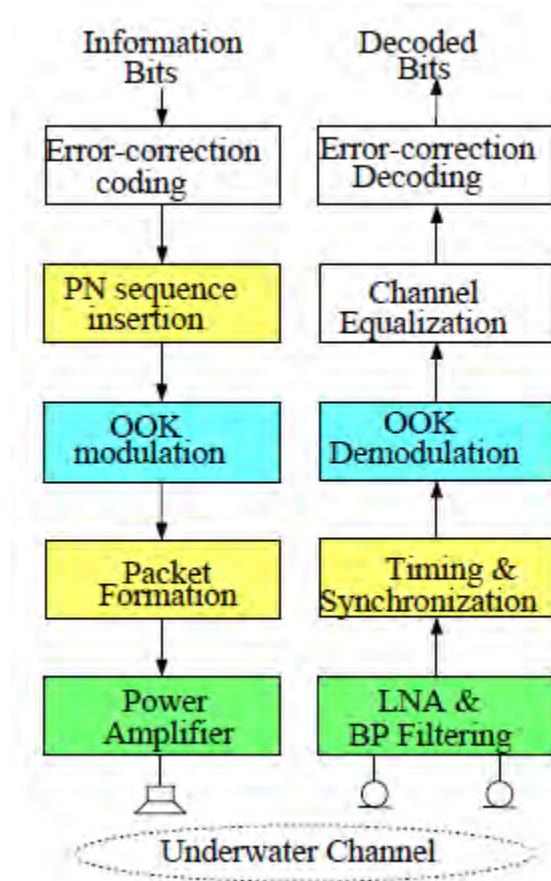 Information
Bits
Error-correction
coding
PN sequence
insertion
OOK
modulation
Packet
Formation
Power
Amplifier
Decoded
Bits
Error-correction
Decoding
Channel
Equalization
OOK
Demodulation
Timing &
Synchronization
LNA &
BP Filtering
Underwater Channel